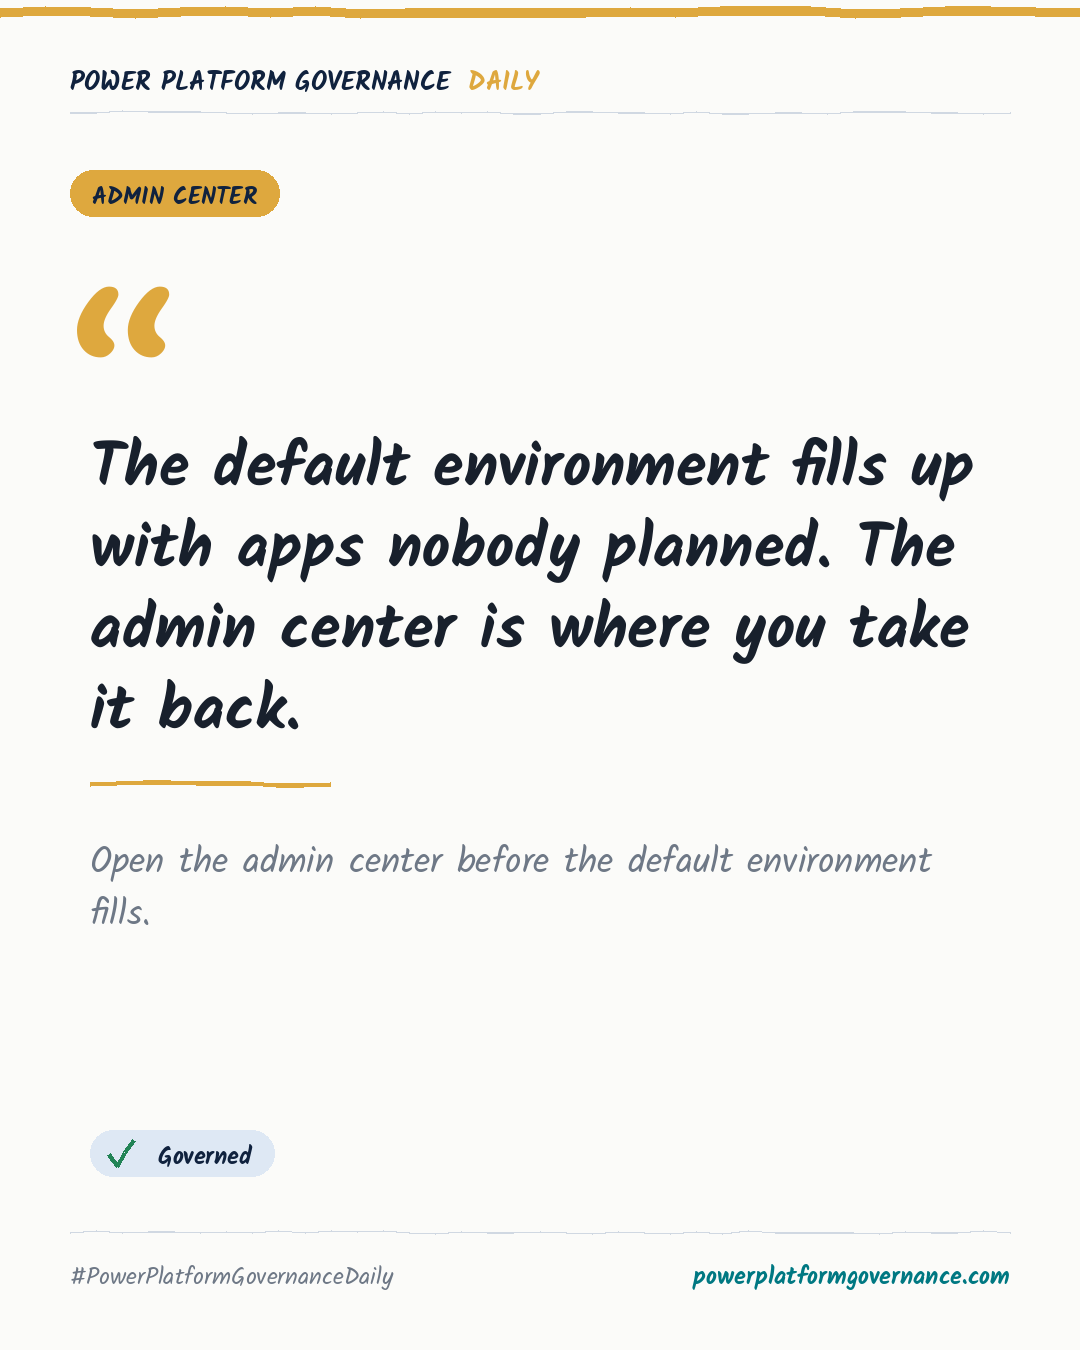 POWER PLATFORM GOVERNANCE DAILY
ADMIN CENTER
“
The default environment fills up
with apps nobody planned. The
admin center is where you take
it back.
Open the admin center before the default environment
fills.
✓ Governed
#PowerPlatformGovernanceDaily
powerplatformgovernance.com